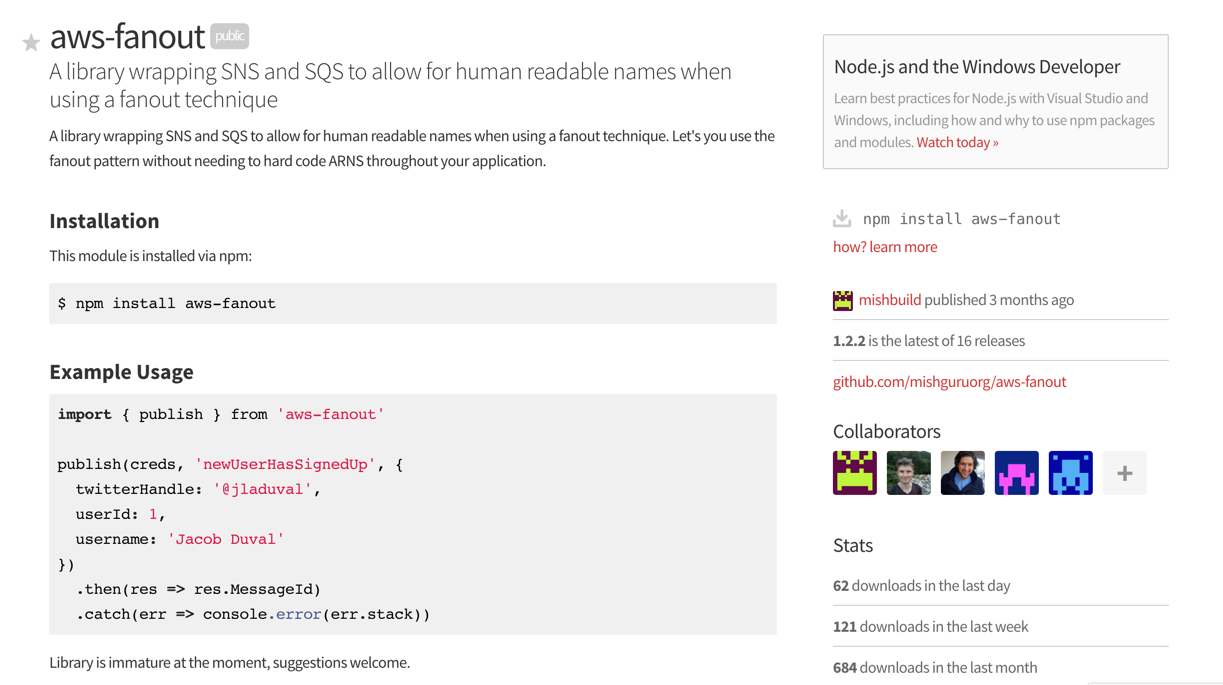 aws-fanout public
A library wrapping SNS and SQS to allow for human readable names when
using a fanout technique
A library wrapping SNS and SQS to allow for human readable names when using a fanout technique. Let's you use the
fanout pattern without needing to hard code ARNS throughout your application.
Installation
This module is installed via npm:
$ npm install aws-fanout
Example Usage
import { publish } from 'aws-fanout'
publish(creds, 'newUserHasSignedUp', {
  twitterHandle: '@jladuval',
  userId: 1,
  username: 'Jacob Duval'
})
  .then(res => res.MessageId)
  .catch(err => console.error(err.stack))
Library is immature at the moment, suggestions welcome.
Node.js and the Windows Developer
Learn best practices for Node.js with Visual Studio and
Windows, including how and why to use npm packages
and modules. Watch today »
npm install aws-fanout
how? learn more
mishbuild published 3 months ago
1.2.2 is the latest of 16 releases
github.com/mishguruorg/aws-fanout
Collaborators
+
Stats
62 downloads in the last day
121 downloads in the last week
684 downloads in the last month